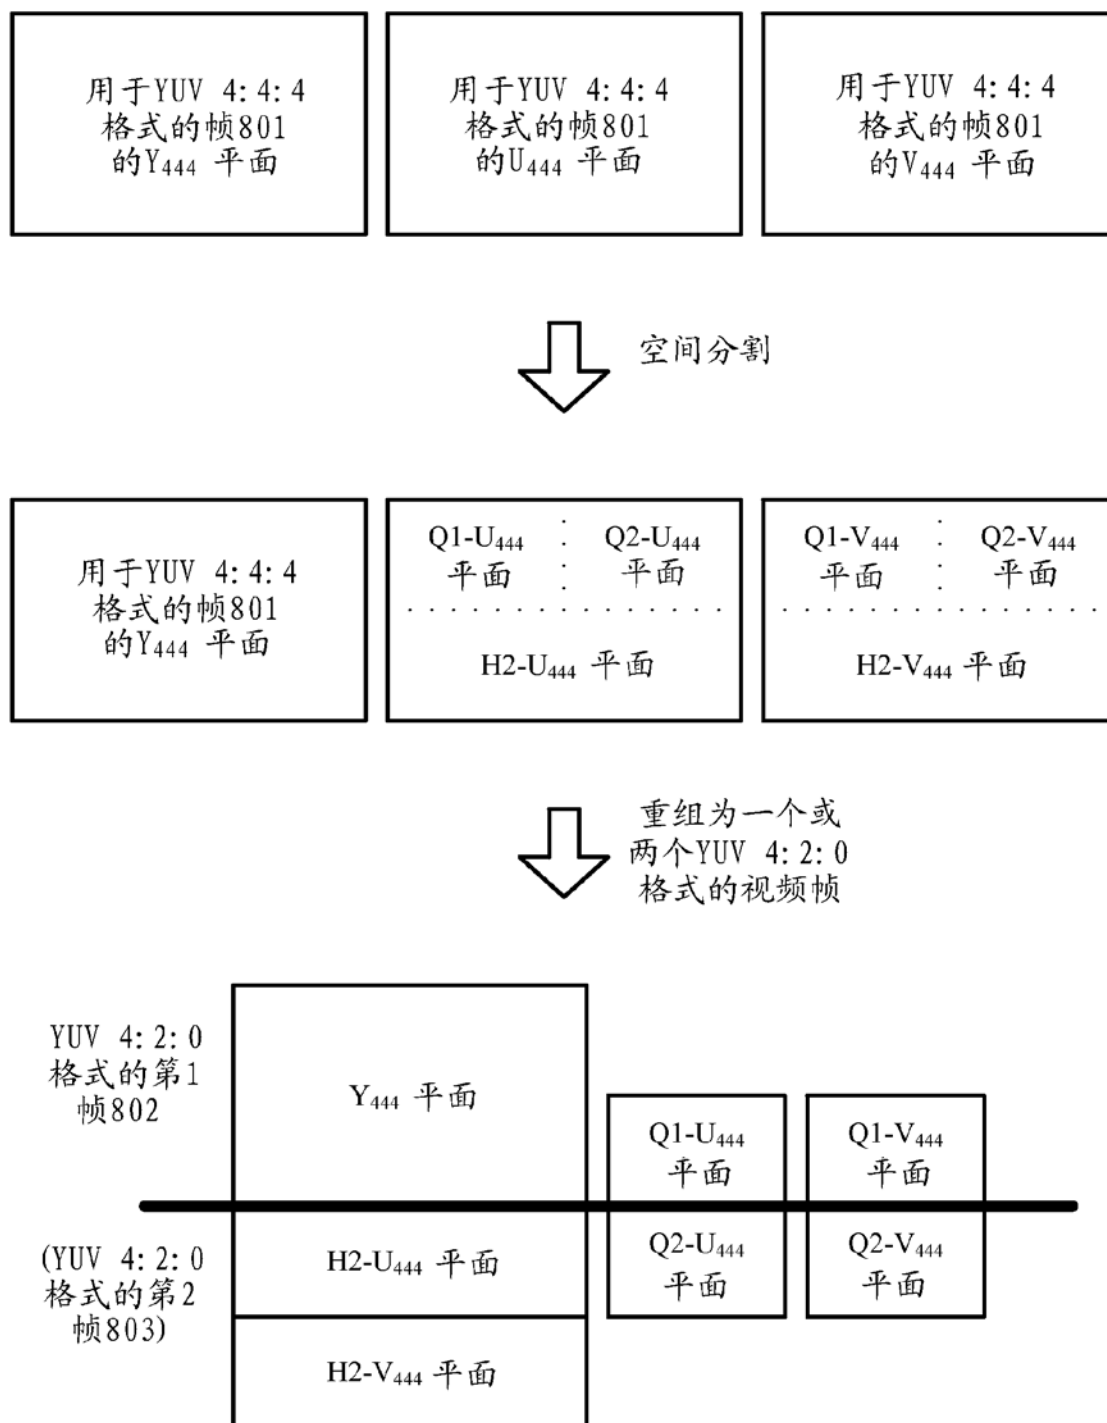 用于YUV 4:4:4
格式的帧801
的Y₄₄₄ 平面
用于YUV 4:4:4
格式的帧801
的U₄₄₄ 平面
用于YUV 4:4:4
格式的帧801
的V₄₄₄ 平面
空间分割
用于YUV 4:4:4
格式的帧801
的Y₄₄₄ 平面
Q1-U₄₄₄
平面
Q2-U₄₄₄
平面
H2-U₄₄₄ 平面
Q1-V₄₄₄
平面
Q2-V₄₄₄
平面
H2-V₄₄₄ 平面
重组为一个或
两个YUV 4:2:0
格式的视频帧
YUV 4:2:0
格式的第1
帧802
Y₄₄₄ 平面
Q1-U₄₄₄
平面
Q1-V₄₄₄
平面
(YUV 4:2:0
格式的第2
帧803)
H2-U₄₄₄ 平面
Q2-U₄₄₄
平面
Q2-V₄₄₄
平面
H2-V₄₄₄ 平面